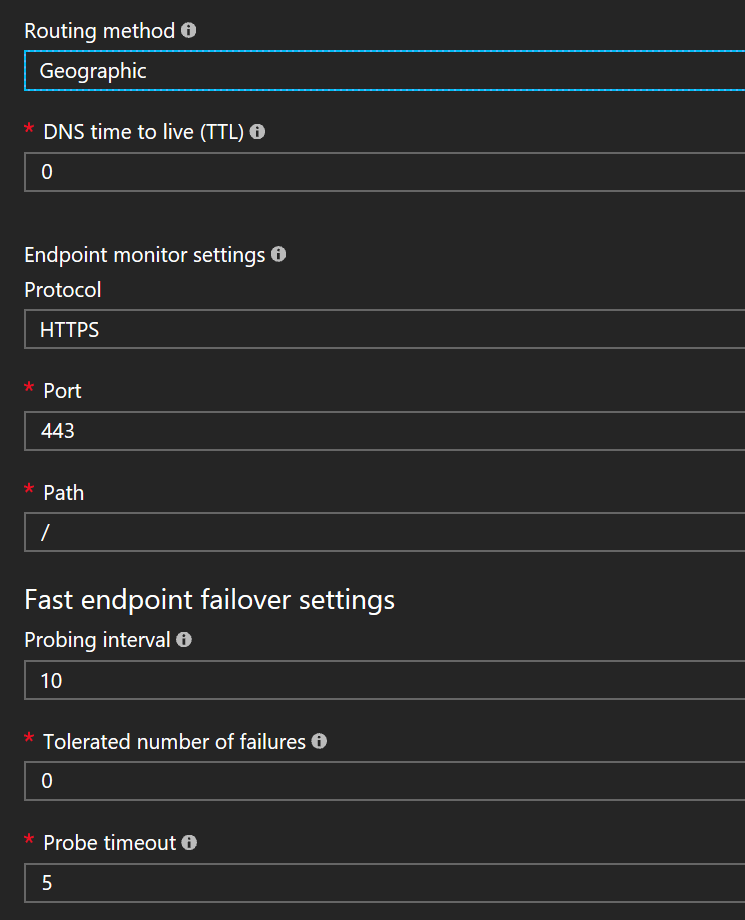 Routing method
Geographic
* DNS time to live (TTL)
0
Endpoint monitor settings
Protocol
HTTPS
* Port
443
* Path
/
Fast endpoint failover settings
Probing interval
10
* Tolerated number of failures
0
* Probe timeout
5